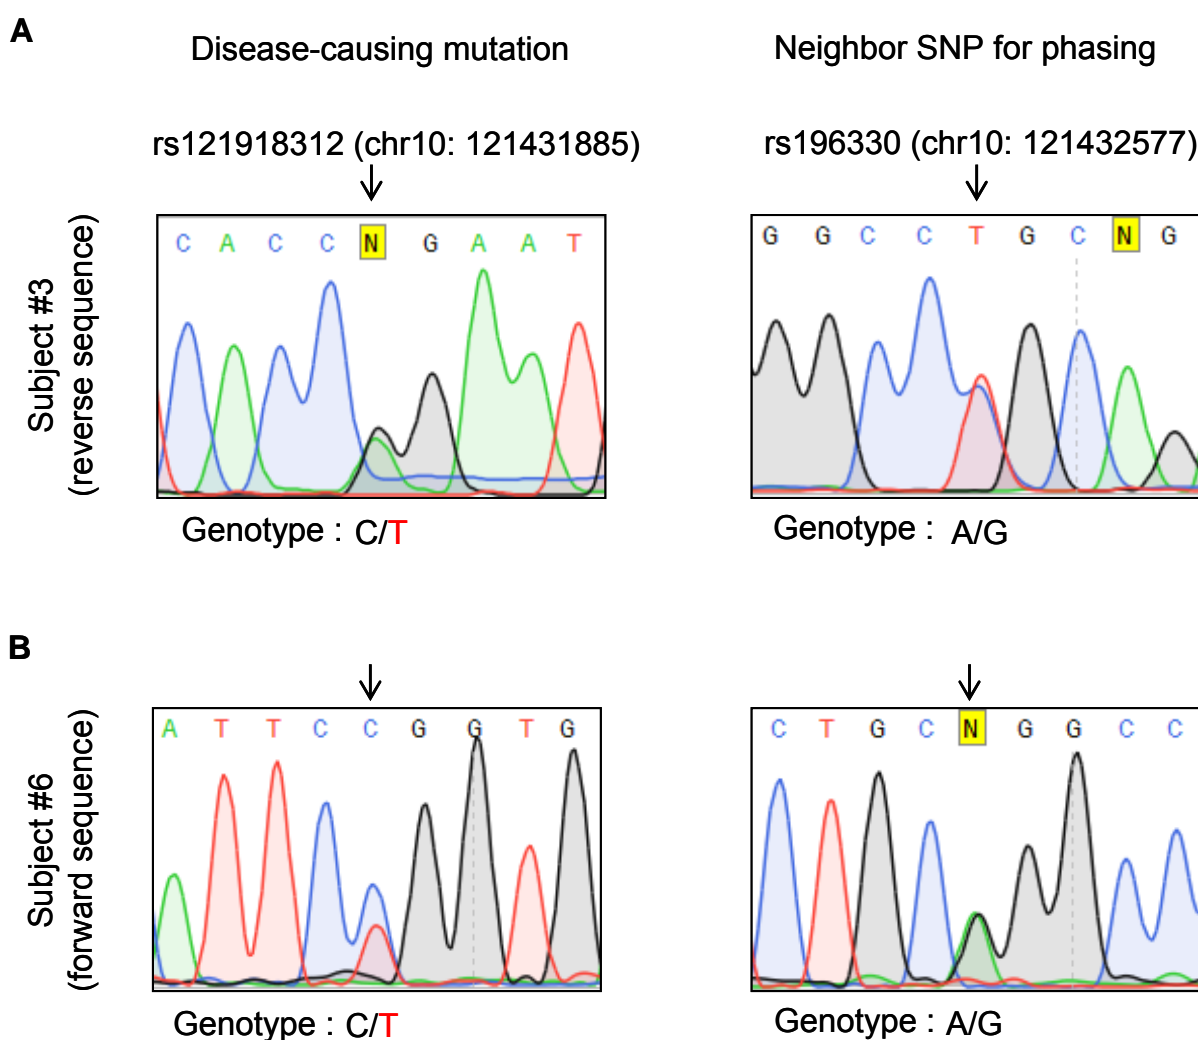 A
Disease-causing mutation
Neighbor SNP for phasing
rs121918312 (chr10: 121431885)
rs196330 (chr10: 121432577)
Subject #3
(reverse sequence)
C A C C N G A A T
G G C C T G C N G
Genotype : C/T
Genotype : A/G
B
Subject #6
(forward sequence)
A T T C C G G T G
C T G C N G G C C
Genotype : C/T
Genotype : A/G